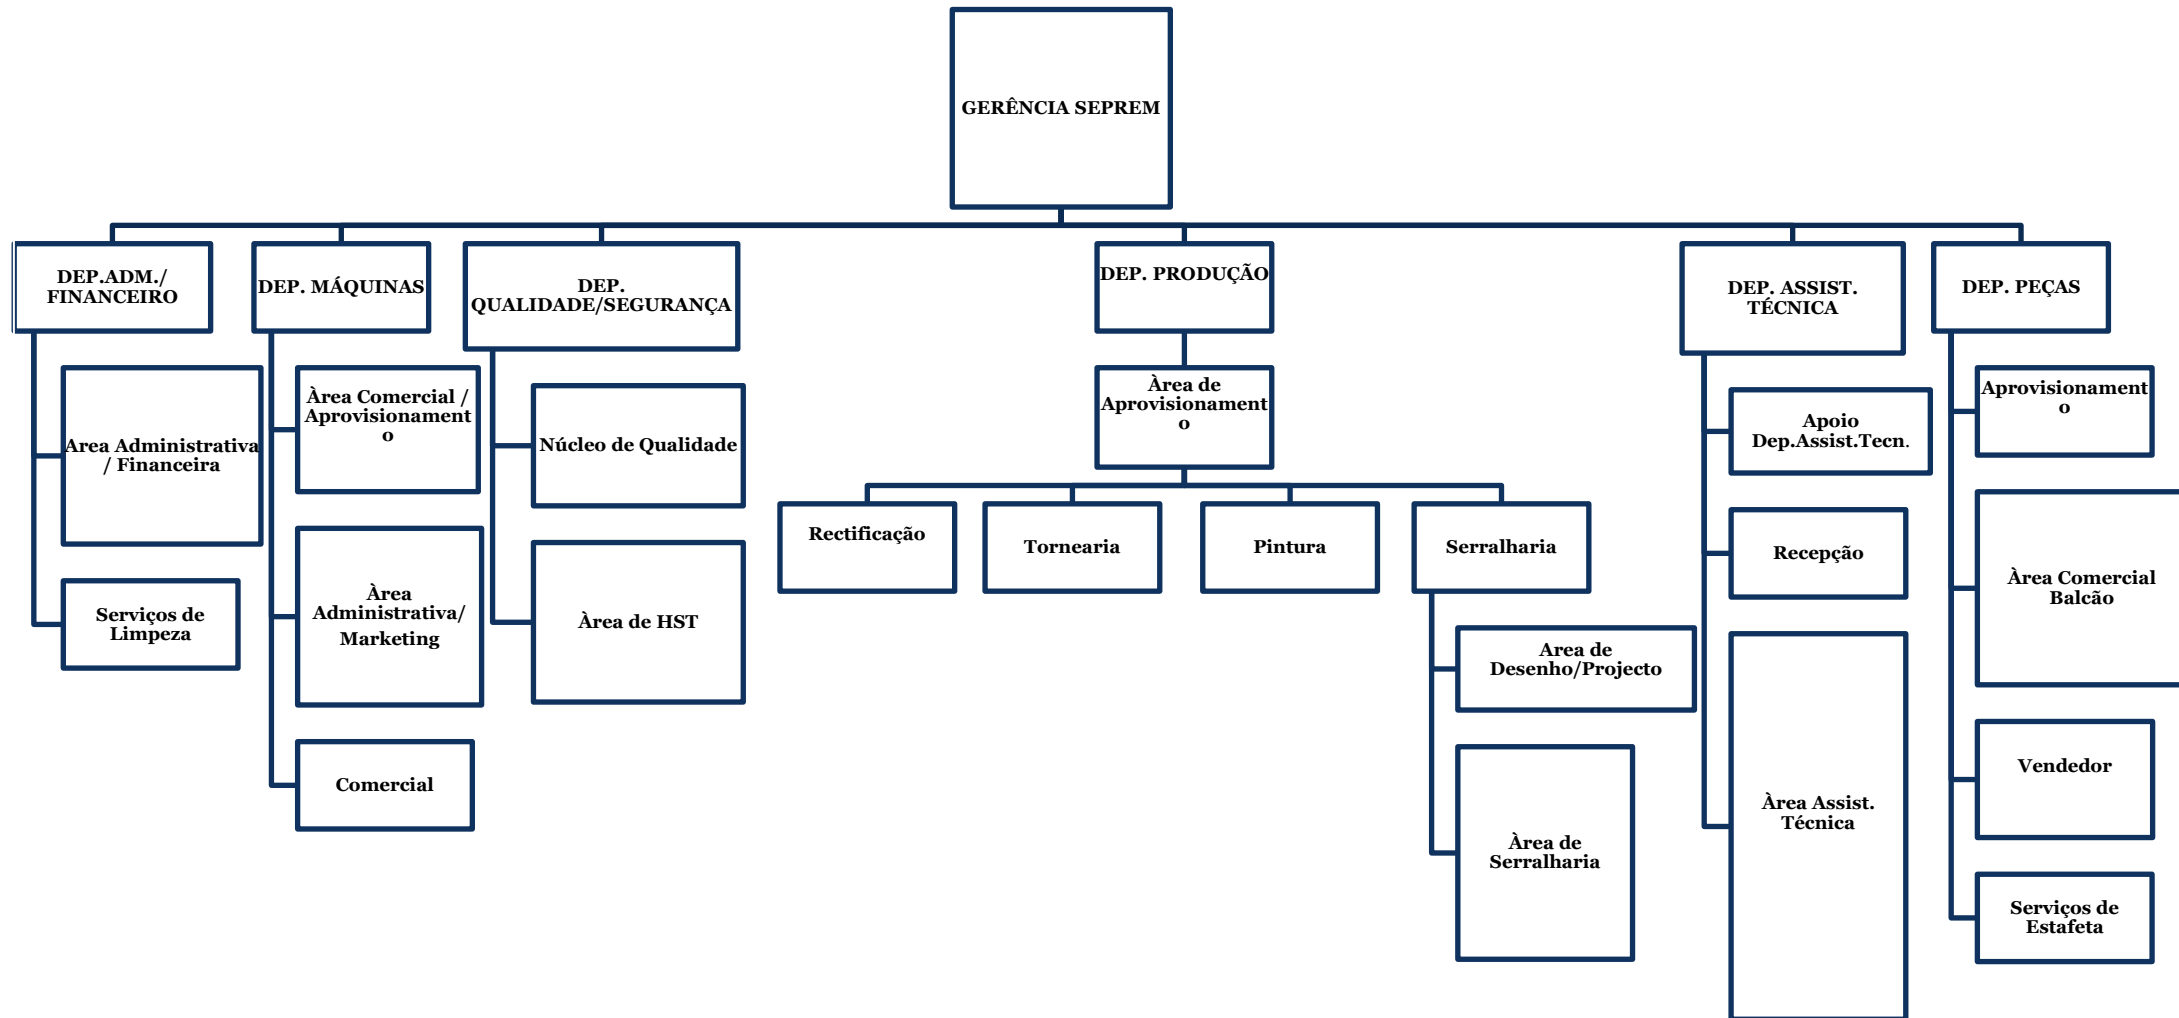 GERÊNCIA SEPREM
DEP.ADM./
FINANCEIRO
DEP. MÁQUINAS
DEP.
QUALIDADE/SEGURANÇA
DEP. PRODUÇÃO
DEP. ASSIST.
TÉCNICA
DEP. PEÇAS
Area Administrativa
/ Financeira
Serviços de
Limpeza
Àrea Comercial /
Aprovisionament
o
Àrea
Administrativa/
Marketing
Comercial
Núcleo de Qualidade
Àrea de HST
Àrea de
Aprovisionament
o
Rectificação
Tornearia
Pintura
Serralharia
Area de
Desenho/Projecto
Àrea de
Serralharia
Apoio
Dep.Assist.Tecn.
Recepção
Àrea Assist.
Técnica
Aprovisionament
o
Àrea Comercial
Balcão
Vendedor
Serviços de
Estafeta